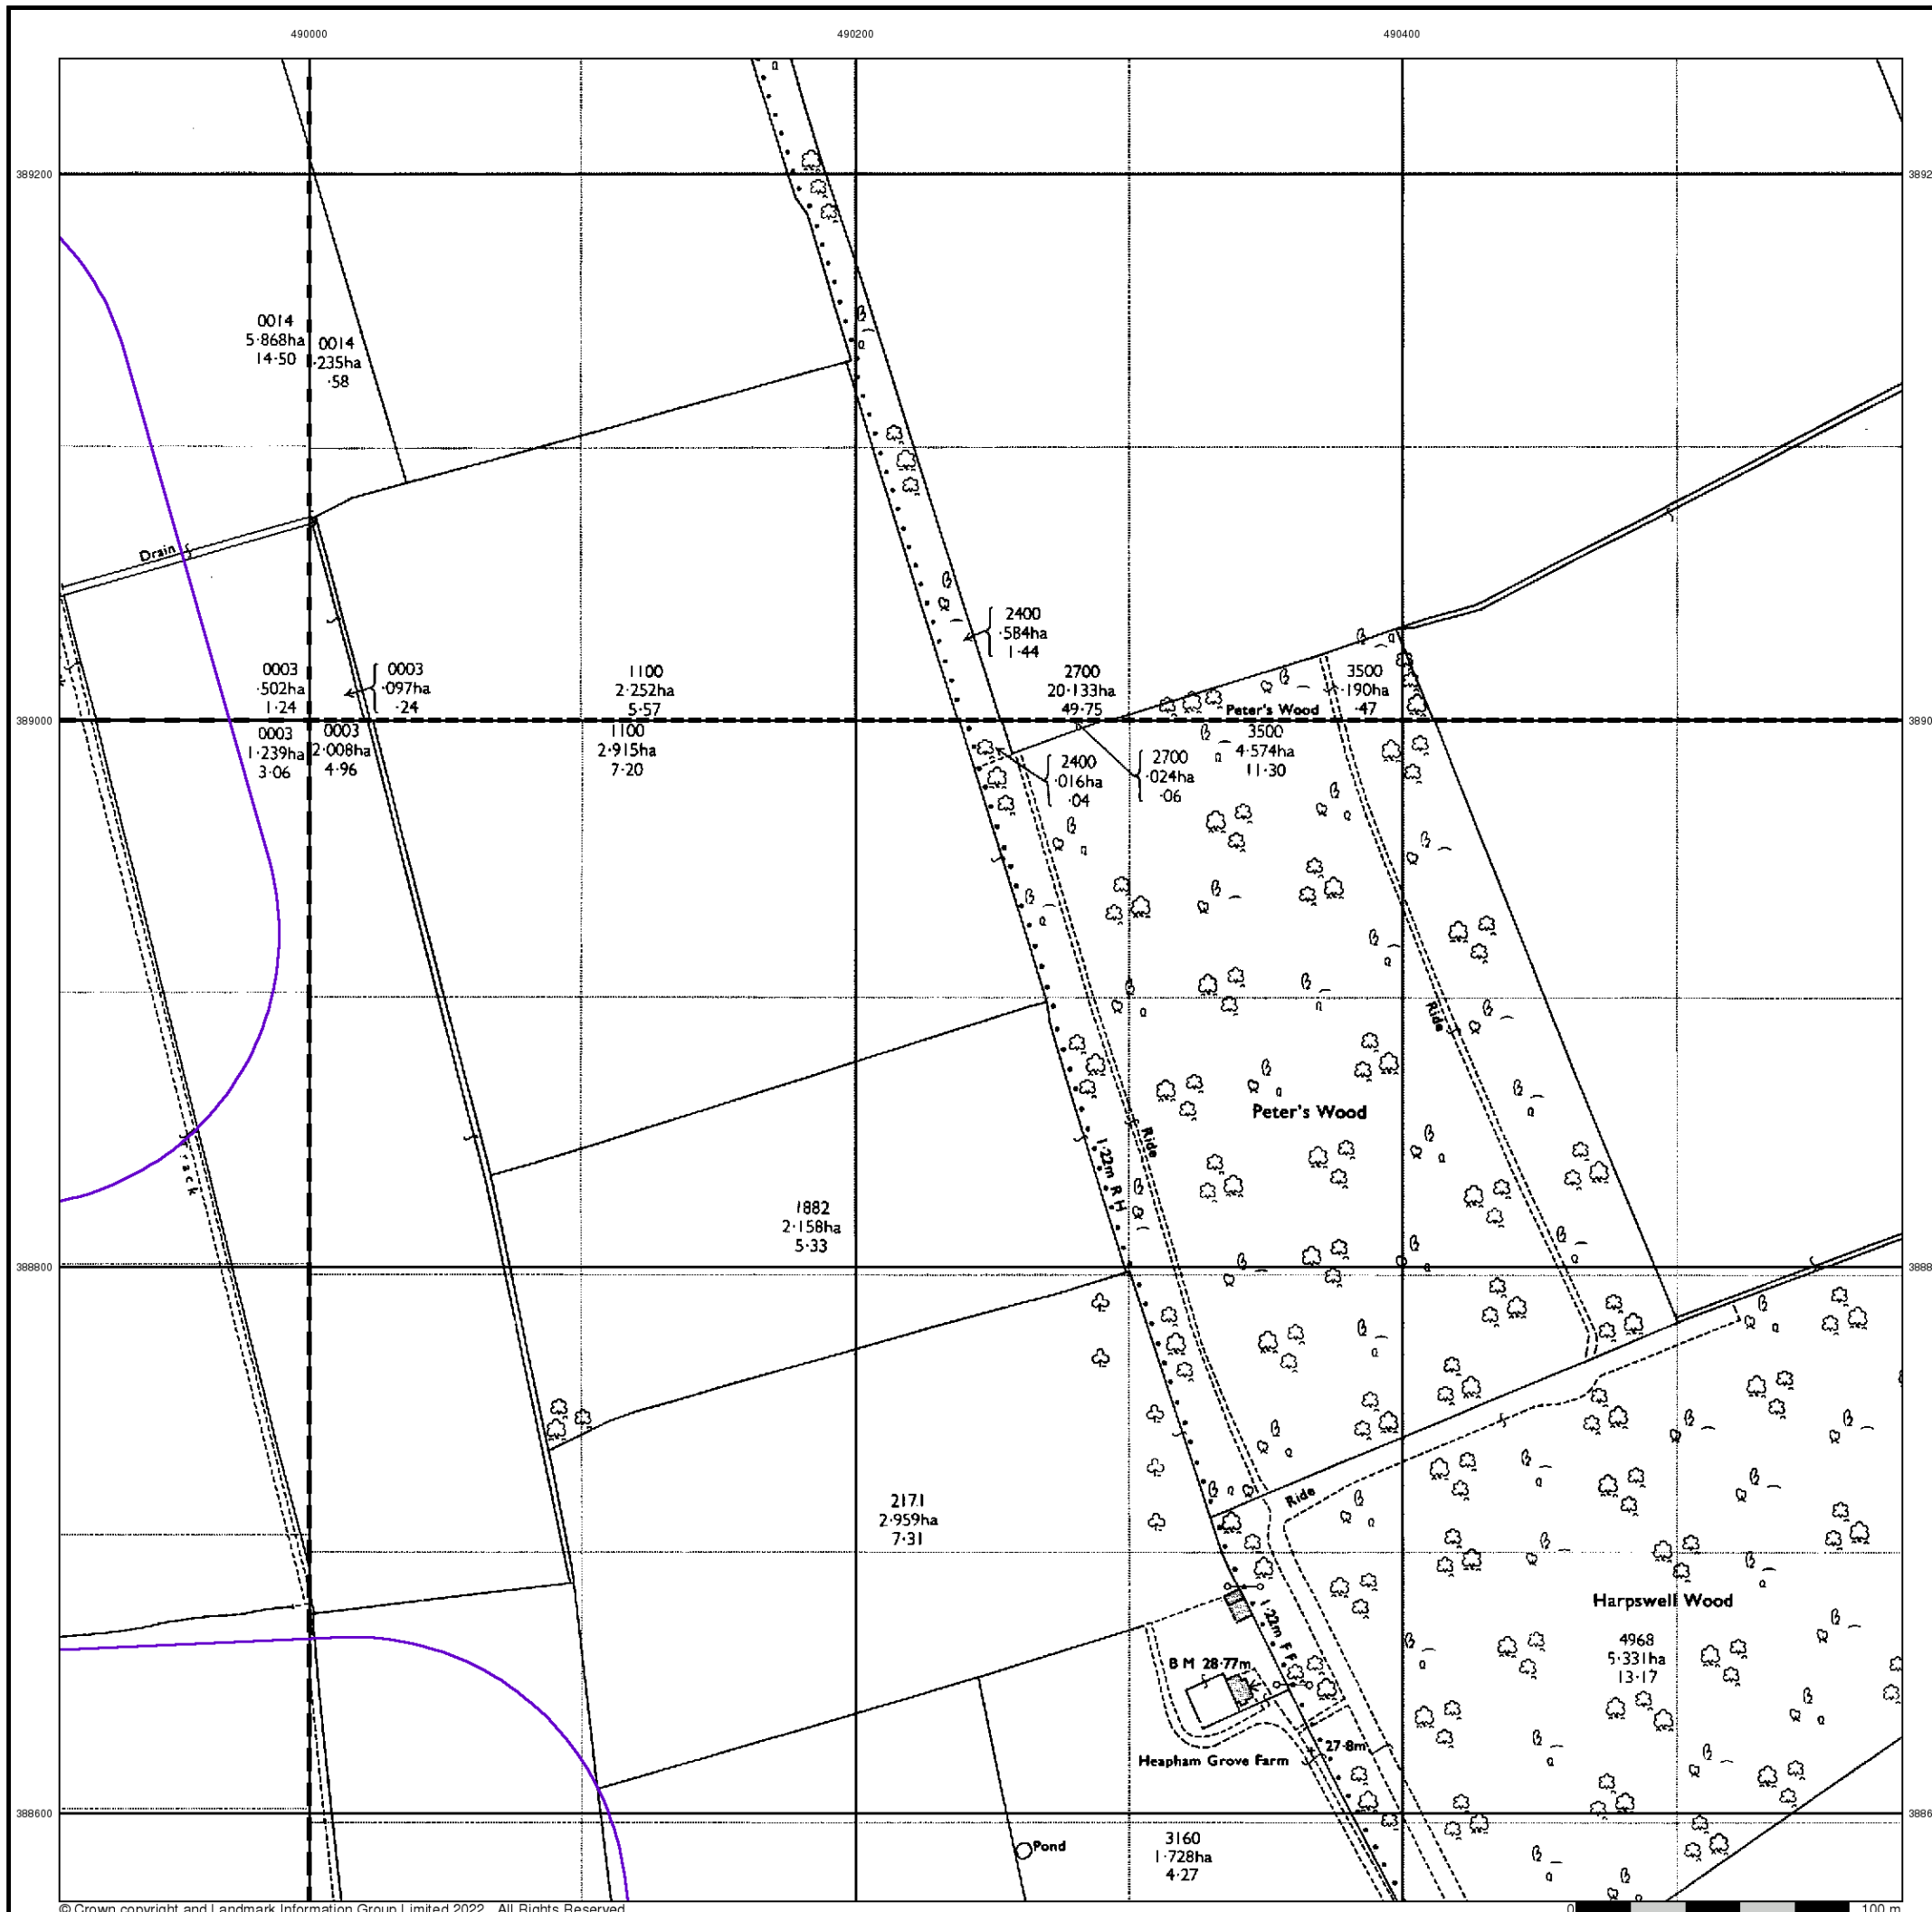 490000
490200
490400
389200
3892
0014
5·868ha
14·50
0014
·235ha
·58
Drain
2400
·584ha
1·44
0003
·502ha
1·24
0003
·097ha
·24
1100
2·252ha
5·57
2700
20·133ha
49·75
3500
·190ha
·47
Peter's Wood
389000
3890
0003
1·239ha
3·06
0003
2·008ha
4·96
1100
2·915ha
7·20
2400
·016ha
·04
2700
·024ha
·06
3500
4·574ha
11·30
Ride
Peter's Wood
Ride
1·22m R H
Track
1882
2·158ha
5·33
388800
3888
2171
2·959ha
7·31
Ride
1·22m F F
Harpswell Wood
4968
5·331ha
13·17
B M 28·77m
27·8m
Heapham Grove Farm
388600
3886
Pond
3160
1·728ha
4·27
© Crown copyright and Landmark Information Group Limited 2022. All Rights Reserved.
0 100 m